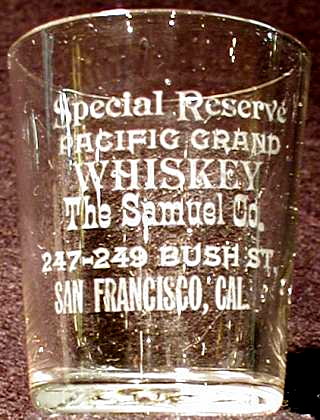 Special Reserve
PACIFIC GRAND
WHISKEY
The Samuel Co.
247-249 BUSH ST,
SAN FRANCISCO, CAL.